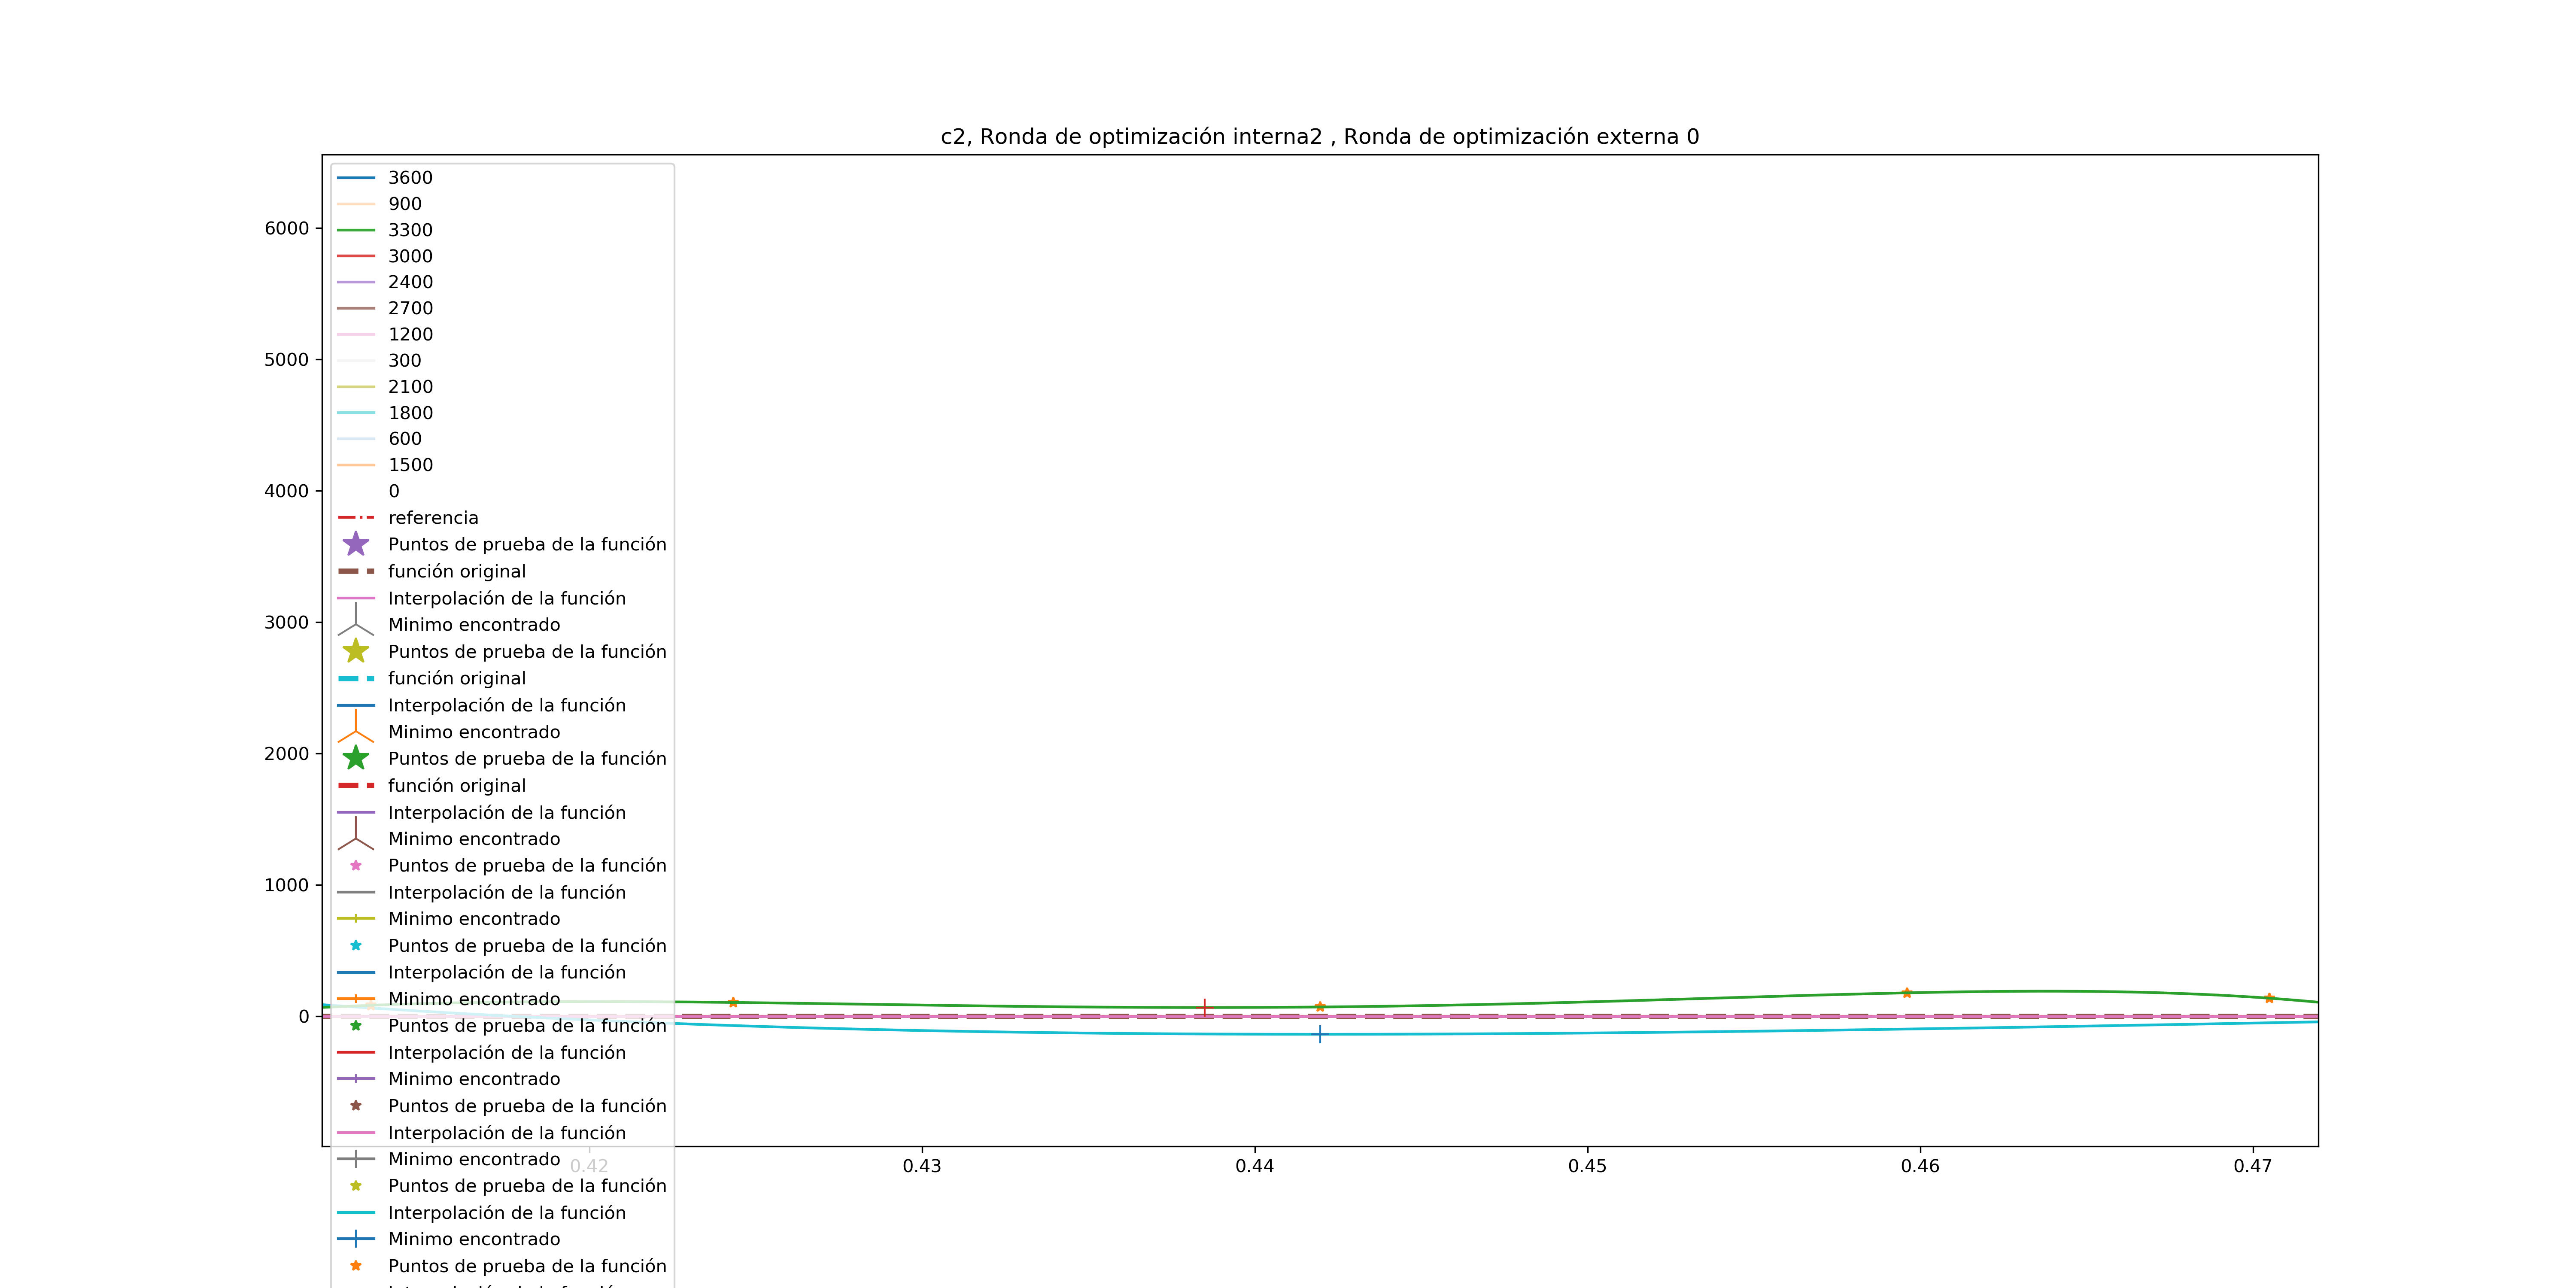 c2, Ronda de optimización interna2 , Ronda de optimización externa 0
6000
5000
4000
3000
2000
1000
0
3600
900
3300
3000
2400
2700
1200
300
2100
1800
600
1500
0
referencia
Puntos de prueba de la función
función original
Interpolación de la función
Minimo encontrado
Puntos de prueba de la función
función original
Interpolación de la función
Minimo encontrado
Puntos de prueba de la función
función original
Interpolación de la función
Minimo encontrado
Puntos de prueba de la función
Interpolación de la función
Minimo encontrado
Puntos de prueba de la función
Interpolación de la función
Minimo encontrado
Puntos de prueba de la función
Interpolación de la función
Minimo encontrado
Puntos de prueba de la función
Interpolación de la función
Minimo encontrado
Puntos de prueba de la función
Interpolación de la función
Minimo encontrado
Puntos de prueba de la función
0.42 0.43 0.44 0.45 0.46 0.47